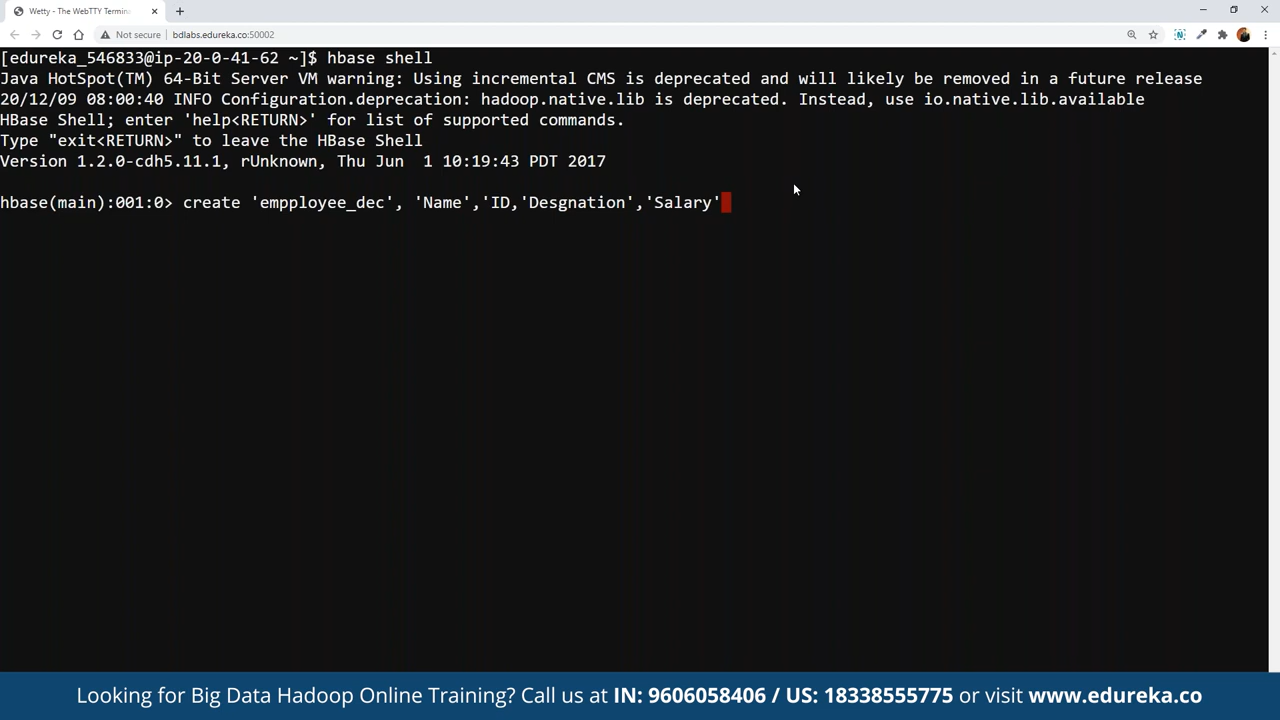 Wetty - The WebTTY Termin
Not secure | bdlabs.edureka.co:50002
[edureka_546833@ip-20-0-41-62 ~]$ hbase shell
Java HotSpot(TM) 64-Bit Server VM warning: Using incremental CMS is deprecated and will likely be removed in a future release
20/12/09 08:00:40 INFO Configuration.deprecation: hadoop.native.lib is deprecated. Instead, use io.native.lib.available
HBase Shell; enter 'help<RETURN>' for list of supported commands.
Type "exit<RETURN>" to leave the HBase Shell
Version 1.2.0-cdh5.11.1, rUnknown, Thu Jun  1 10:19:43 PDT 2017
hbase(main):001:0> create 'empployee_dec', 'Name','ID,'Desgnation','Salary'
Looking for Big Data Hadoop Online Training? Call us at IN: 9606058406 / US: 18338555775 or visit www.edureka.co